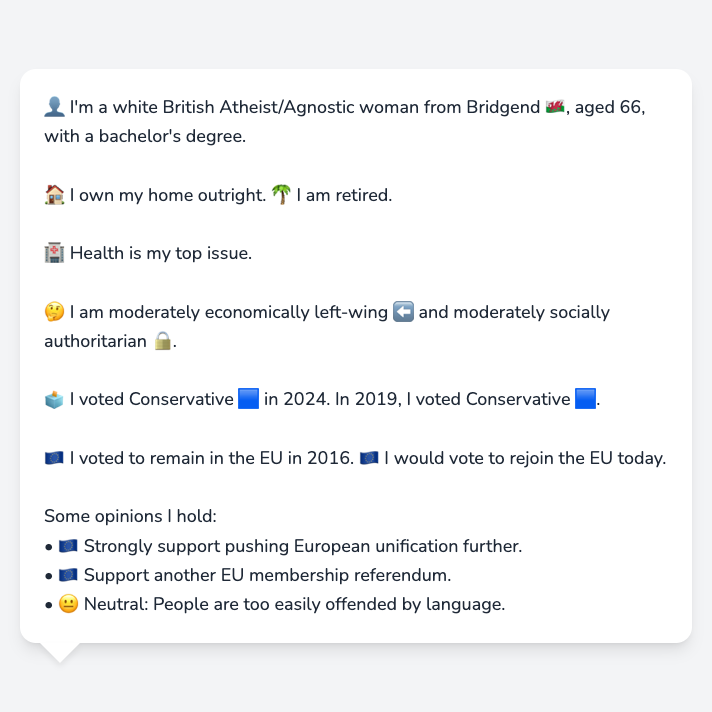 👤 I'm a white British Atheist/Agnostic woman from Bridgend 🏴󠁧󠁢󠁷󠁬󠁳󠁿, aged 66,
with a bachelor's degree.
🏠 I own my home outright. 🌴 I am retired.
🏥 Health is my top issue.
🤔 I am moderately economically left-wing ⬅️ and moderately socially
authoritarian 🔒.
🗳️ I voted Conservative 🟦 in 2024. In 2019, I voted Conservative 🟦.
🇪🇺 I voted to remain in the EU in 2016. 🇪🇺 I would vote to rejoin the EU today.
Some opinions I hold:
• 🇪🇺 Strongly support pushing European unification further.
• 🇪🇺 Support another EU membership referendum.
• 😐 Neutral: People are too easily offended by language.